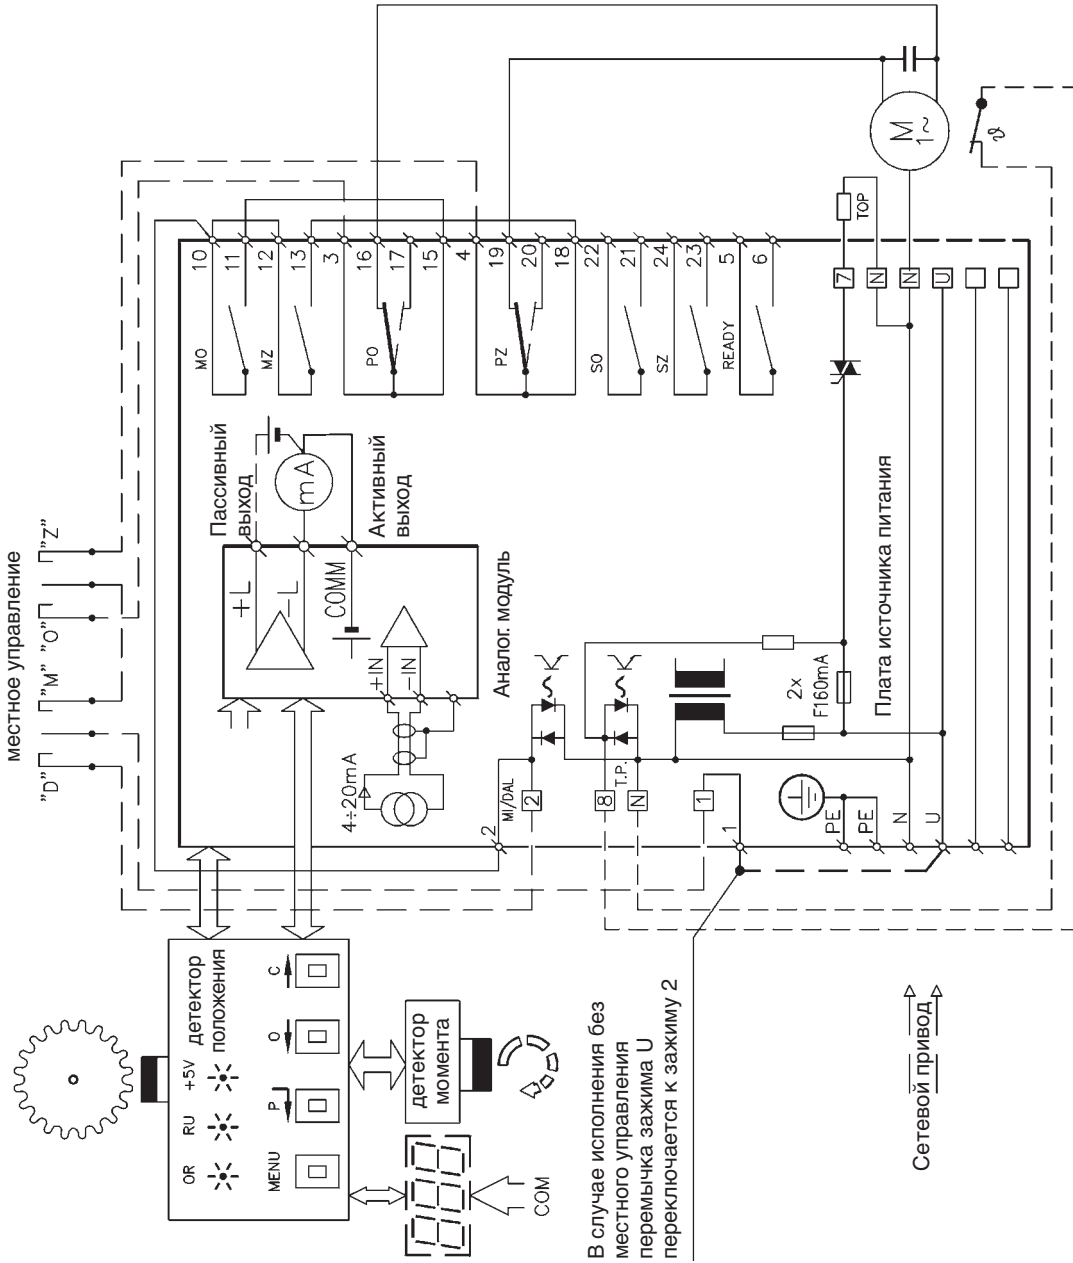 местное управление
"D"
"M"
"O"
"Z"
10
11
12
13
3
16
17
15
4
19
20
18
22
21
24
23
5
6
MO
MZ
PO
PZ
SO
SZ
READY
M
1~
ϑ
TOP
7
N
N
U
Пассивный
выход
mA
Активный
выход
+L
−L
COMM
+IN
−IN
Аналог. модуль
4÷20mA
2
MI/DAL
2
8
T.P.
N
1
1
2x
F160mA
Плата источника питания
PE
PE
N
U
OR
RU
+5V
детектор
положения
MENU
P
O
C
детектор
момента
COM
В случае исполнения без
местного управления
перемычка зажима U
переключается к зажиму 2
Сетевой привод